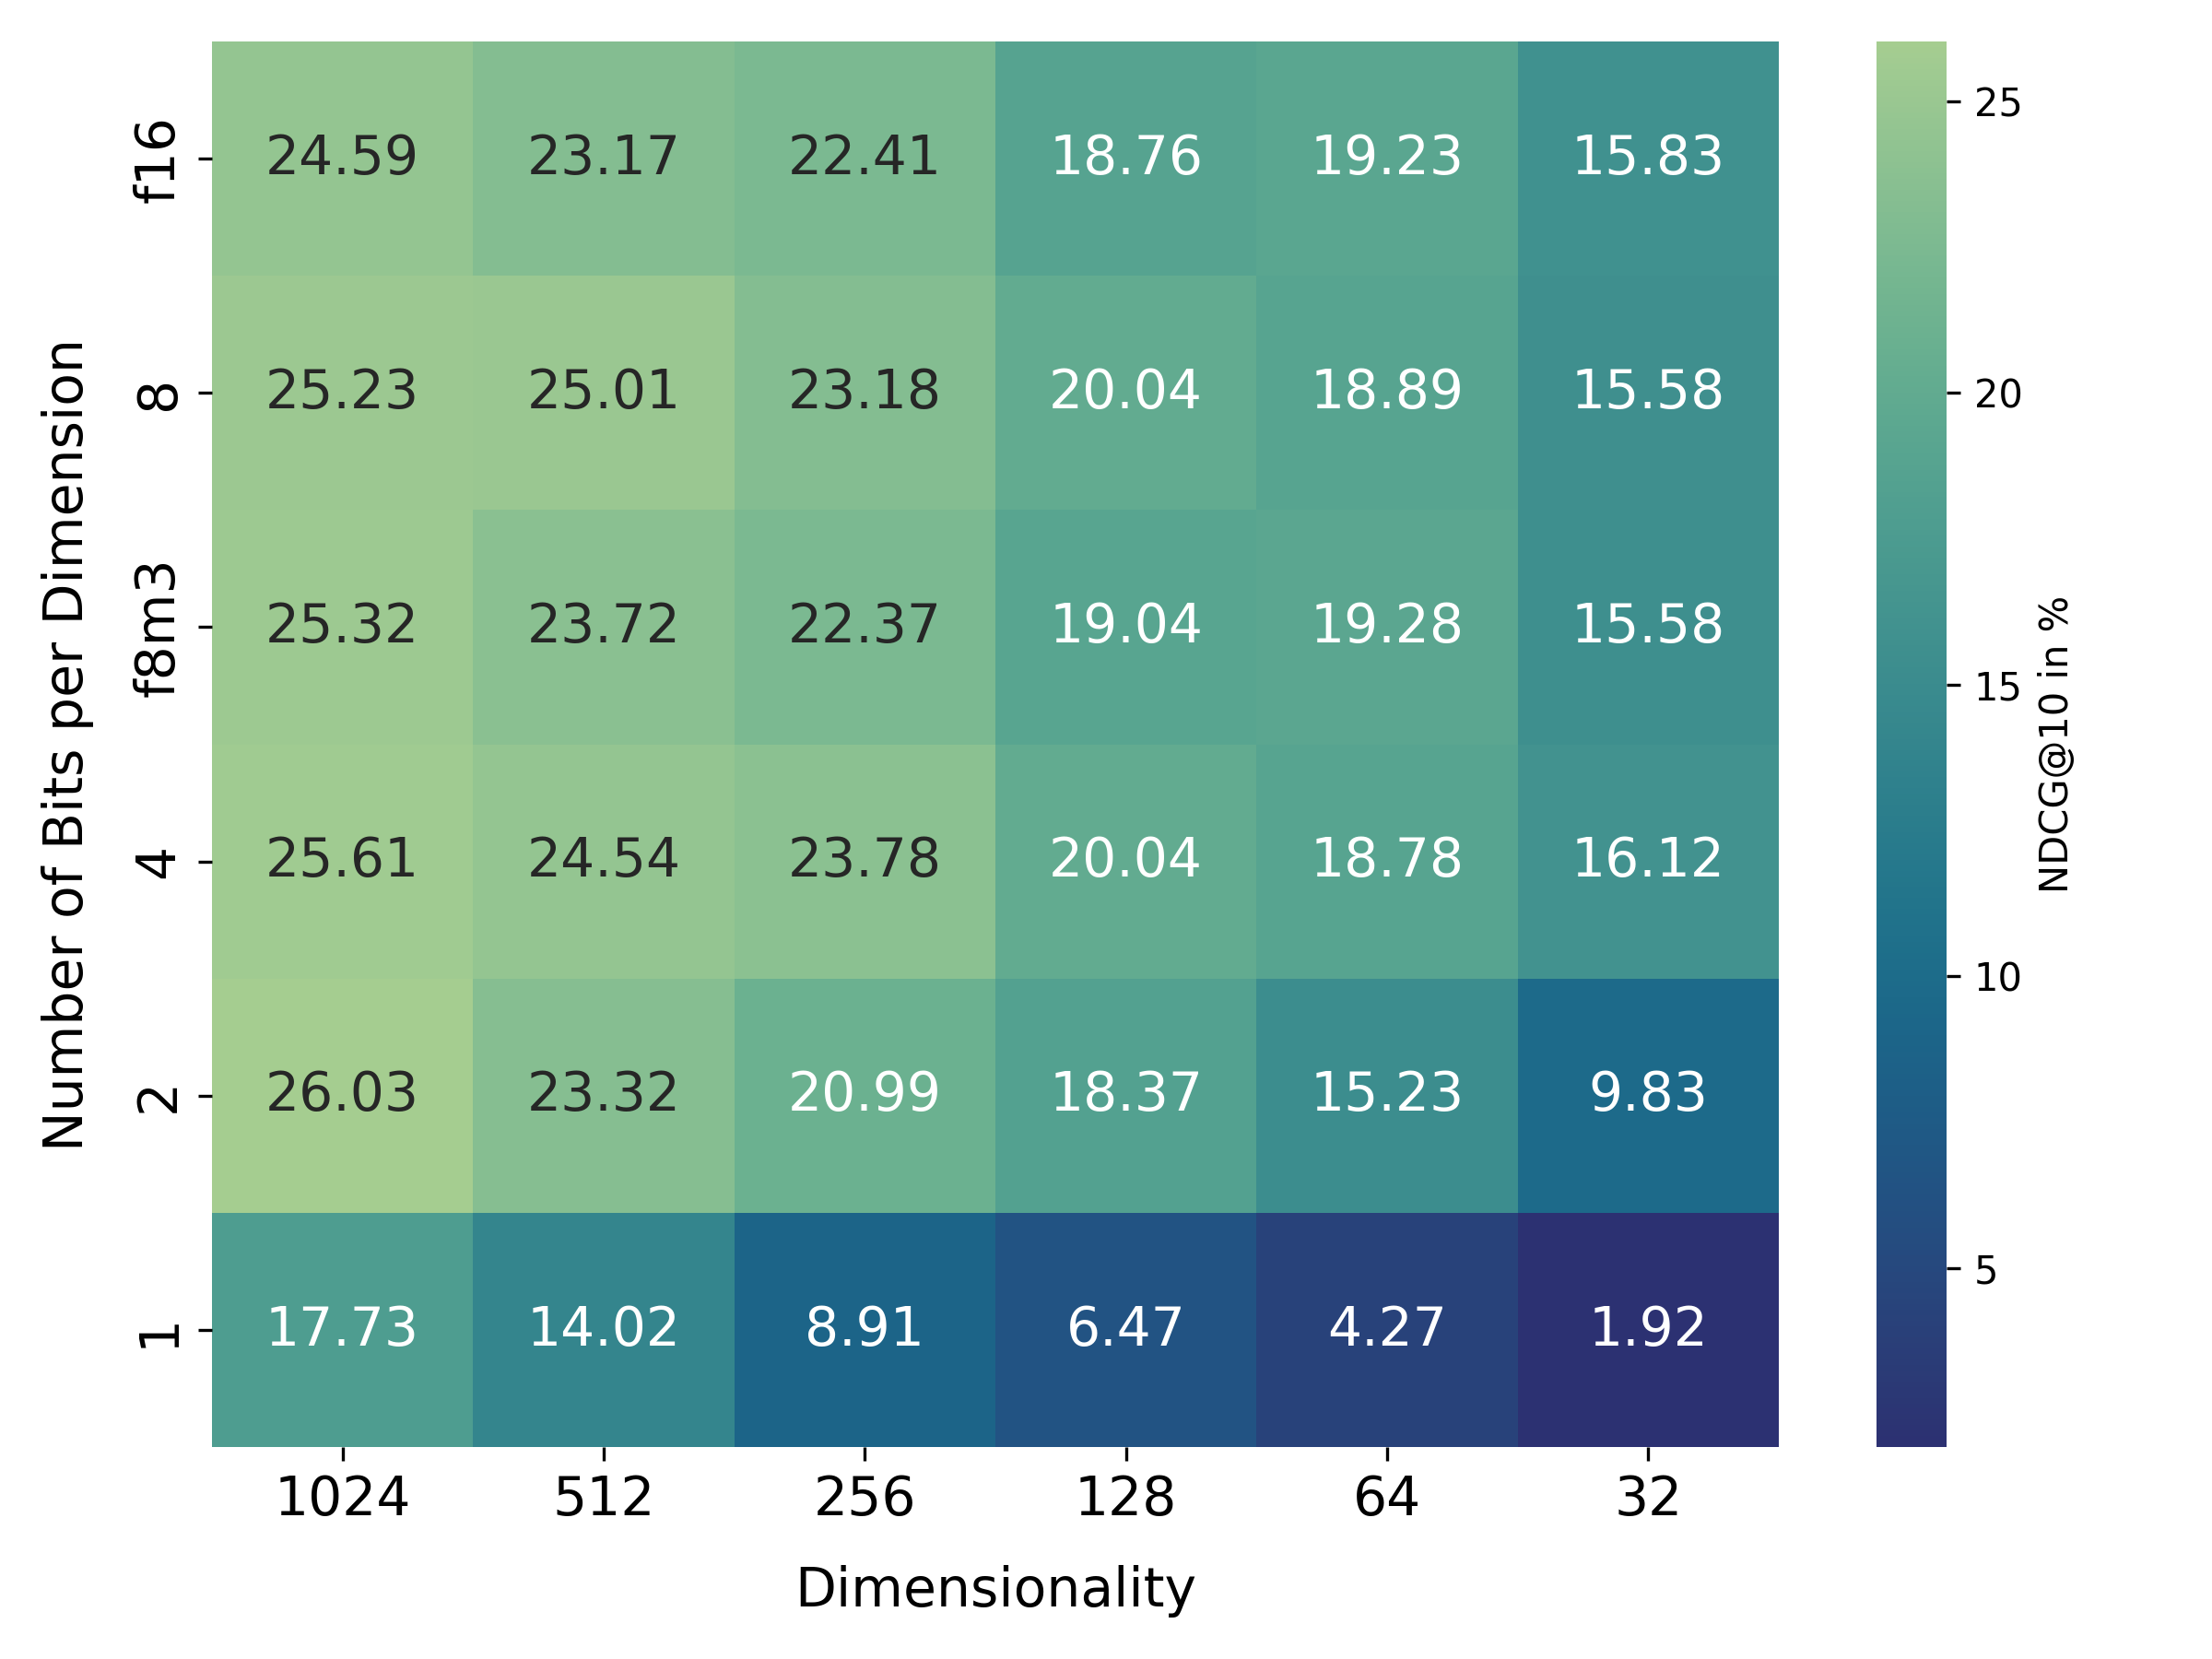 Number of Bits per Dimension
f16 24.59 23.17 22.41 18.76 19.23 15.83
8 25.23 25.01 23.18 20.04 18.89 15.58
f8m3 25.32 23.72 22.37 19.04 19.28 15.58
4 25.61 24.54 23.78 20.04 18.78 16.12
2 26.03 23.32 20.99 18.37 15.23 9.83
1 17.73 14.02 8.91 6.47 4.27 1.92
1024 512 256 128 64 32
Dimensionality
25
20
15
10
5
NDCG@10 in %